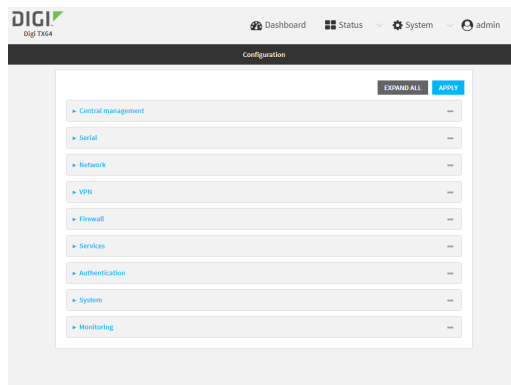 DIGI.
Digi TX64
Dashboard Status System admin
Configuration
EXPAND ALL APPLY
Central management
Serial
Network
VPN
Firewall
Services
Authentication
System
Monitoring